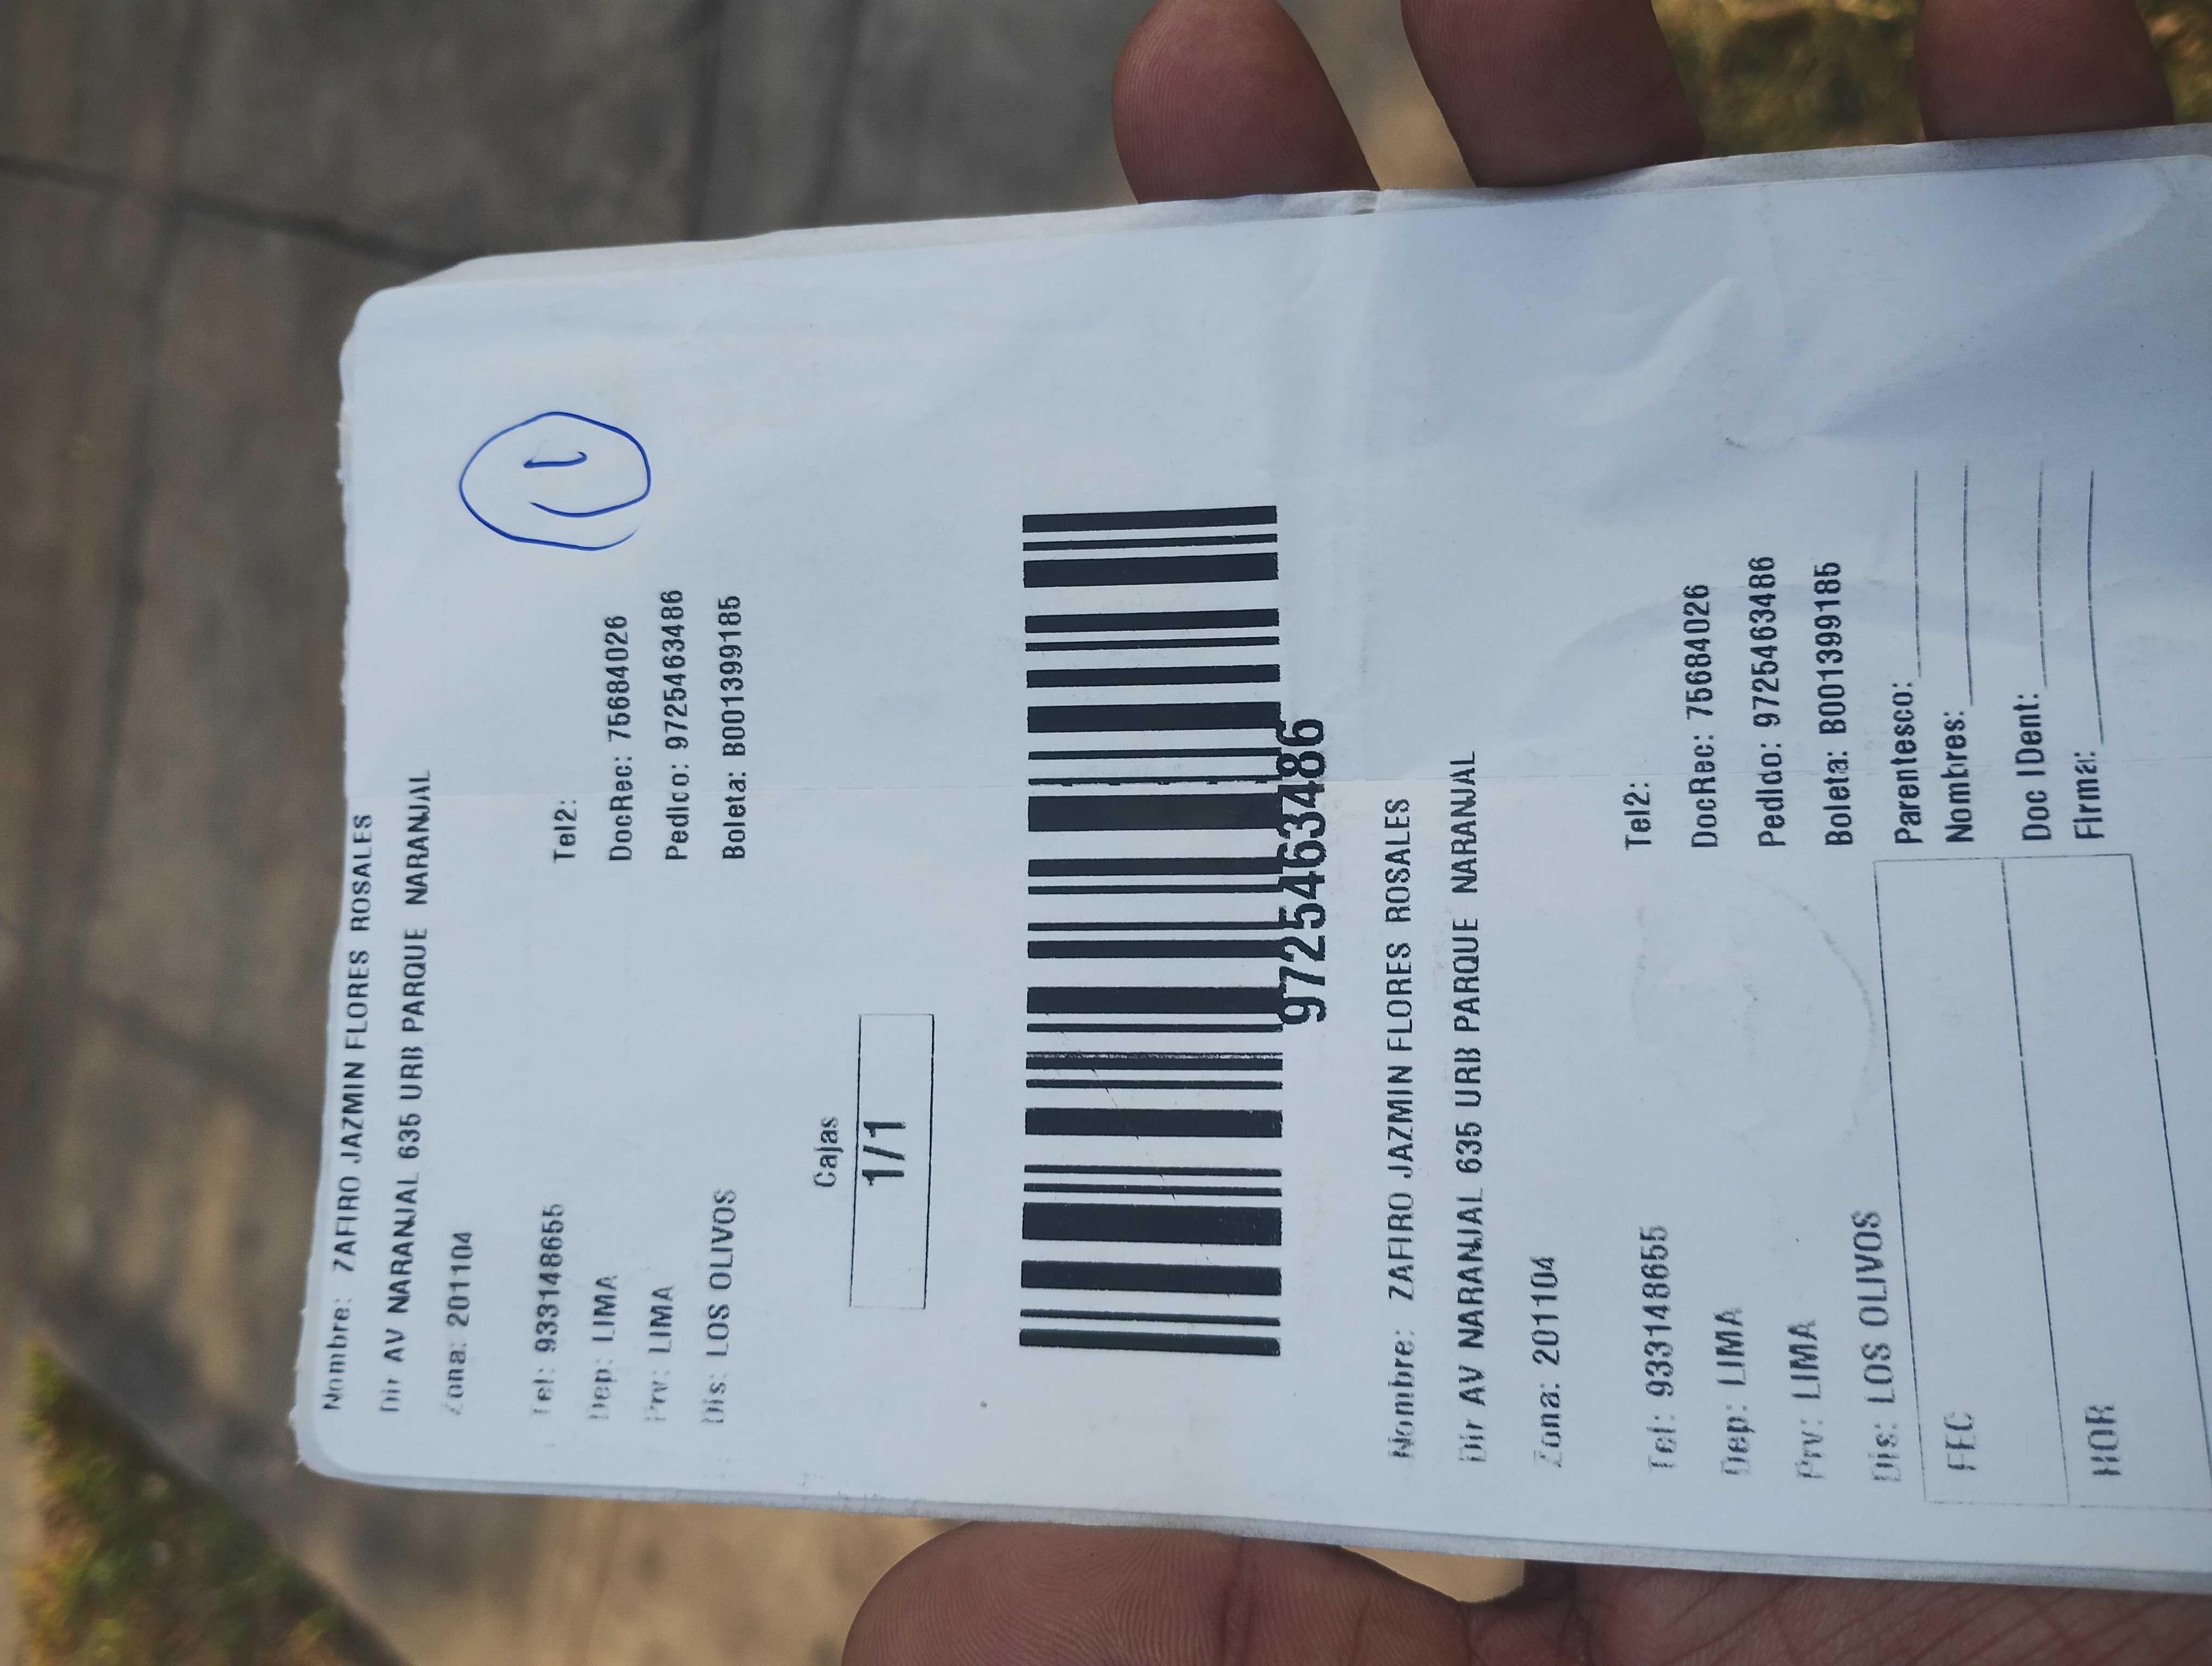 Nombre: ZAFIRO JAZMIN FLORES ROSALES
Dir AV NARANJAL 635 URB PARQUE NARANJAL
Zona: 201104
Tel: 933148655 Tel2:
Dep: LIMA DocRec: 75684026
Prv: LIMA Pedido: 9725463486
Dis: LOS OLIVOS Boleta: B001399185
Cajas
1/1
9725463486
Nombre: ZAFIRO JAZMIN FLORES ROSALES
Dir AV NARANJAL 635 URB PARQUE NARANJAL
Zona: 201104
Tel: 933148655 Tel2:
Dep: LIMA DocRec: 75684026
Prv: LIMA Pedido: 9725463486
Dis: LOS OLIVOS Boleta: B001399185
FEC
HOR
Parentesco:
Nombres:
Doc IDent:
Firma: